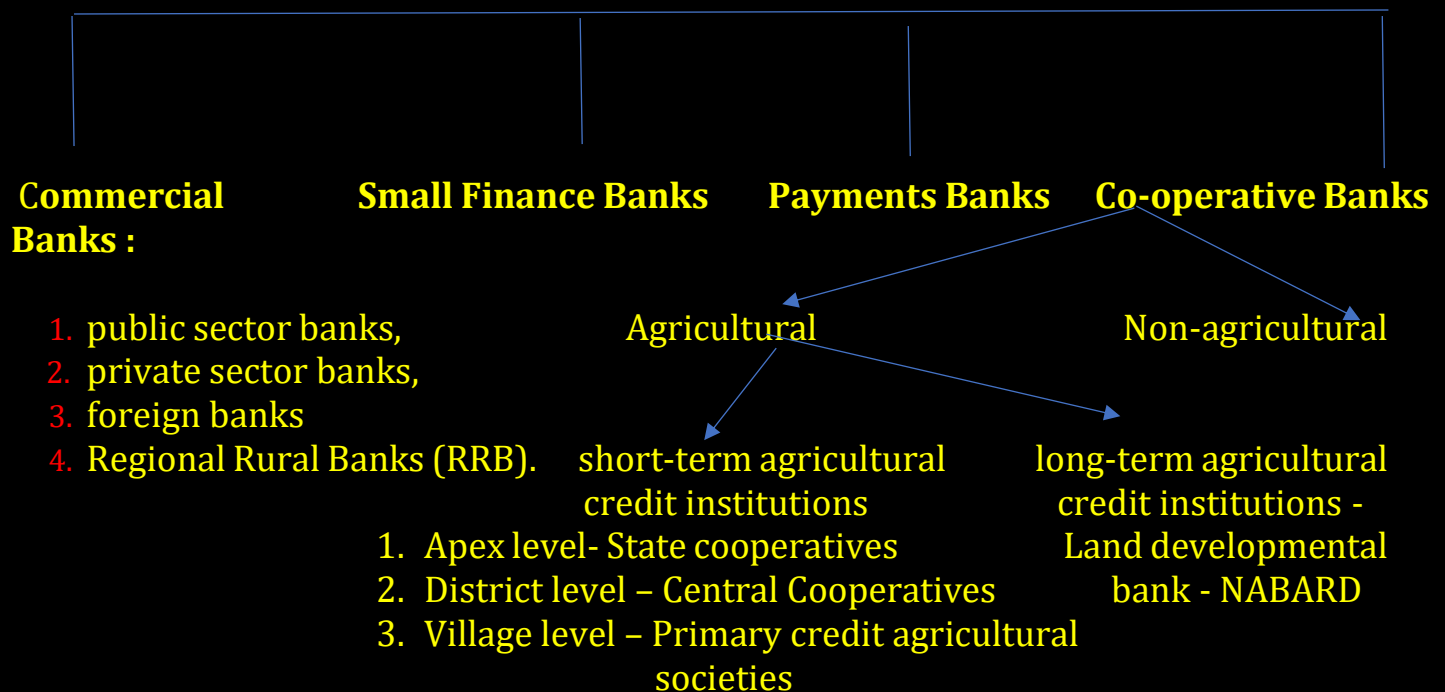 Commercial Banks :
Small Finance Banks
Payments Banks
Co-operative Banks
1. public sector banks,
2. private sector banks,
3. foreign banks
4. Regional Rural Banks (RRB).
Agricultural
Non-agricultural
short-term agricultural
credit institutions
1. Apex level- State cooperatives
2. District level – Central Cooperatives
3. Village level – Primary credit agricultural
societies
long-term agricultural
credit institutions -
Land developmental
bank - NABARD